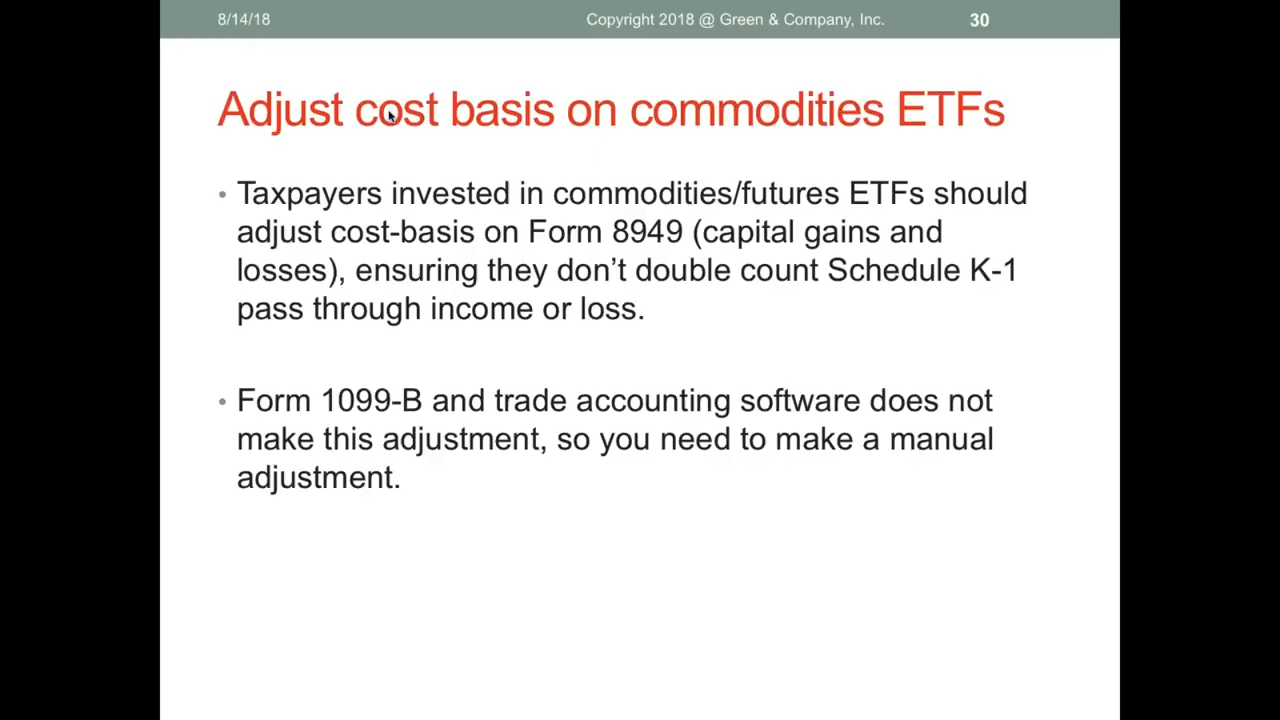 8/14/18 Copyright 2018 @ Green & Company, Inc. 30
Adjust cost basis on commodities ETFs
• Taxpayers invested in commodities/futures ETFs should
adjust cost-basis on Form 8949 (capital gains and
losses), ensuring they don’t double count Schedule K-1
pass through income or loss.
• Form 1099-B and trade accounting software does not
make this adjustment, so you need to make a manual
adjustment.